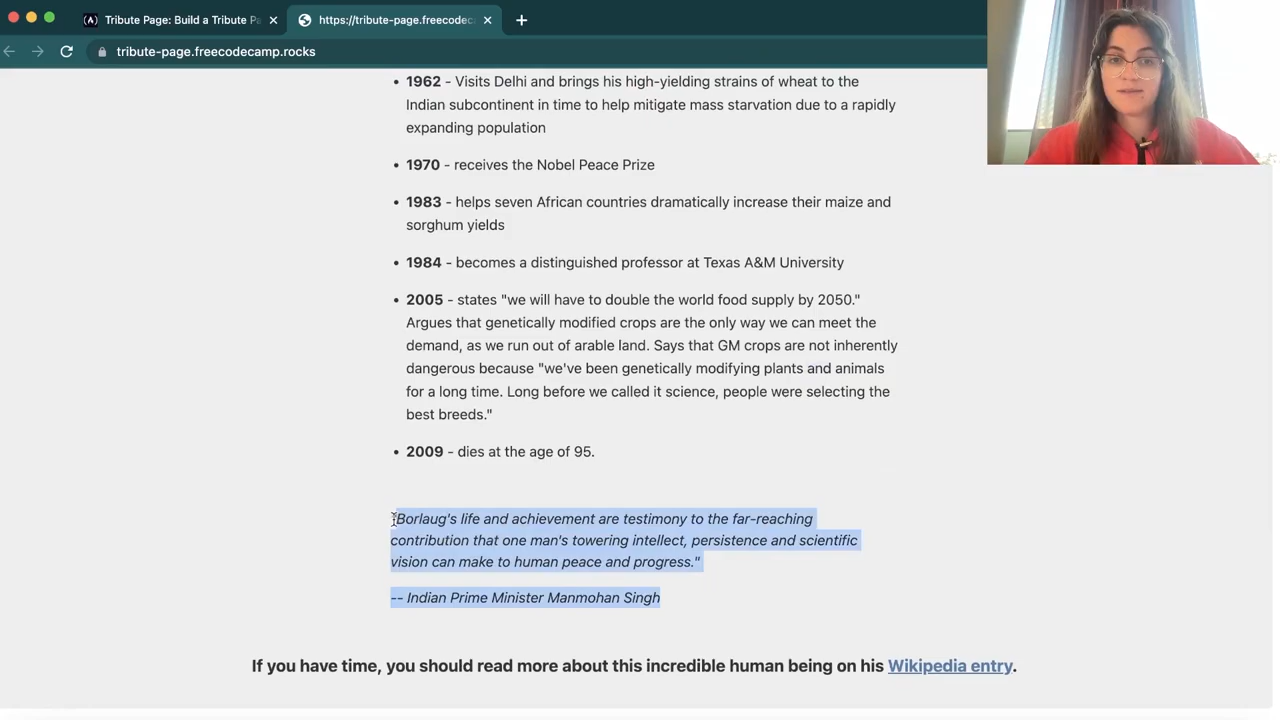 Tribute Page: Build a Tribute Pa
https://tribute-page.freecodec
tribute-page.freecodecamp.rocks
• 1962 - Visits Delhi and brings his high-yielding strains of wheat to the
Indian subcontinent in time to help mitigate mass starvation due to a rapidly
expanding population
• 1970 - receives the Nobel Peace Prize
• 1983 - helps seven African countries dramatically increase their maize and
sorghum yields
• 1984 - becomes a distinguished professor at Texas A&M University
• 2005 - states "we will have to double the world food supply by 2050."
Argues that genetically modified crops are the only way we can meet the
demand, as we run out of arable land. Says that GM crops are not inherently
dangerous because "we've been genetically modifying plants and animals
for a long time. Long before we called it science, people were selecting the
best breeds."
• 2009 - dies at the age of 95.
"Borlaug's life and achievement are testimony to the far-reaching
contribution that one man's towering intellect, persistence and scientific
vision can make to human peace and progress."
-- Indian Prime Minister Manmohan Singh
If you have time, you should read more about this incredible human being on his Wikipedia entry.